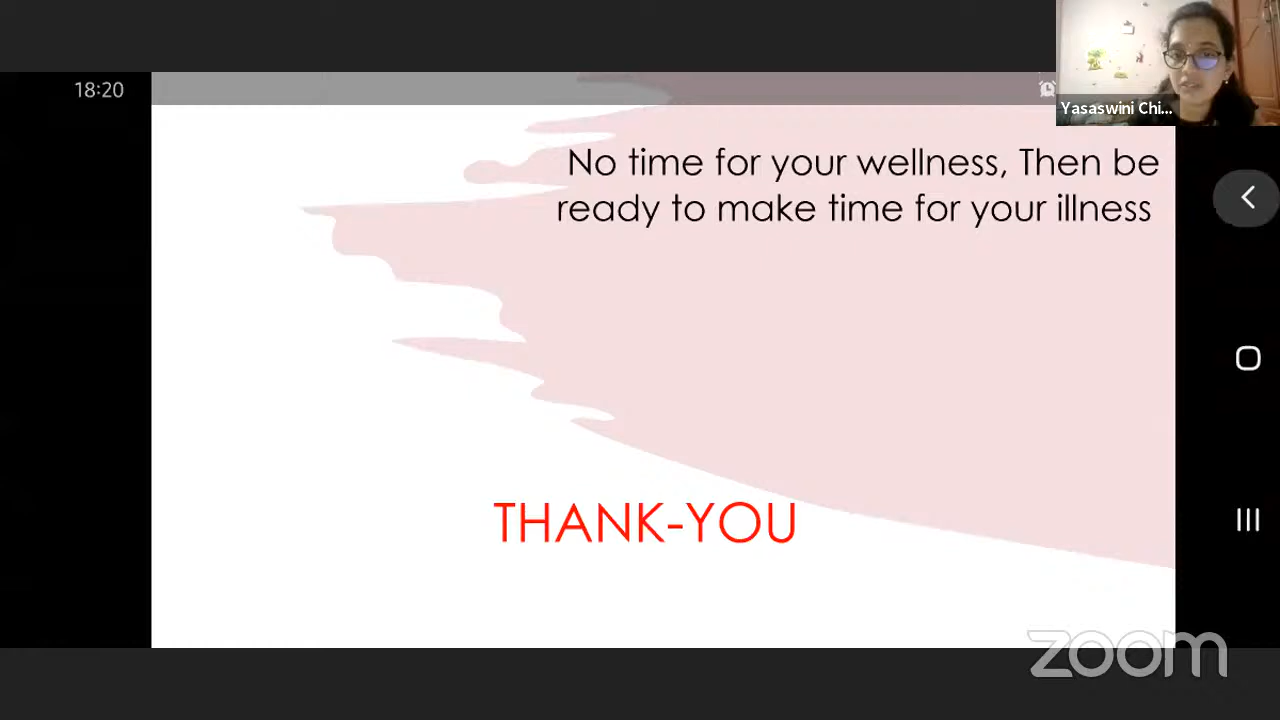 18:20
Yasaswini Chi...
No time for your wellness, Then be
ready to make time for your illness
THANK-YOU
zoom